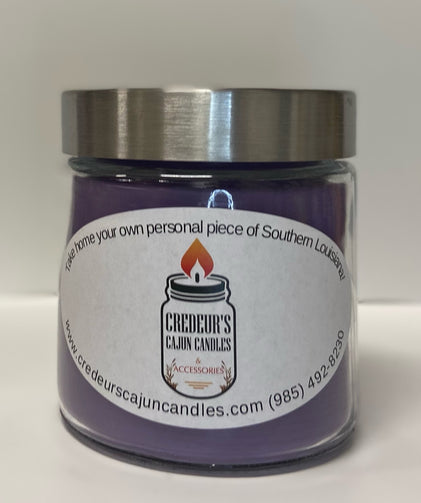 Take home your own personal piece of Southern Louisiana!
CREDEUR'S
CAJUN CANDLES
&
ACCESSORIES
www.credeurscajuncandles.com (985) 492-8230